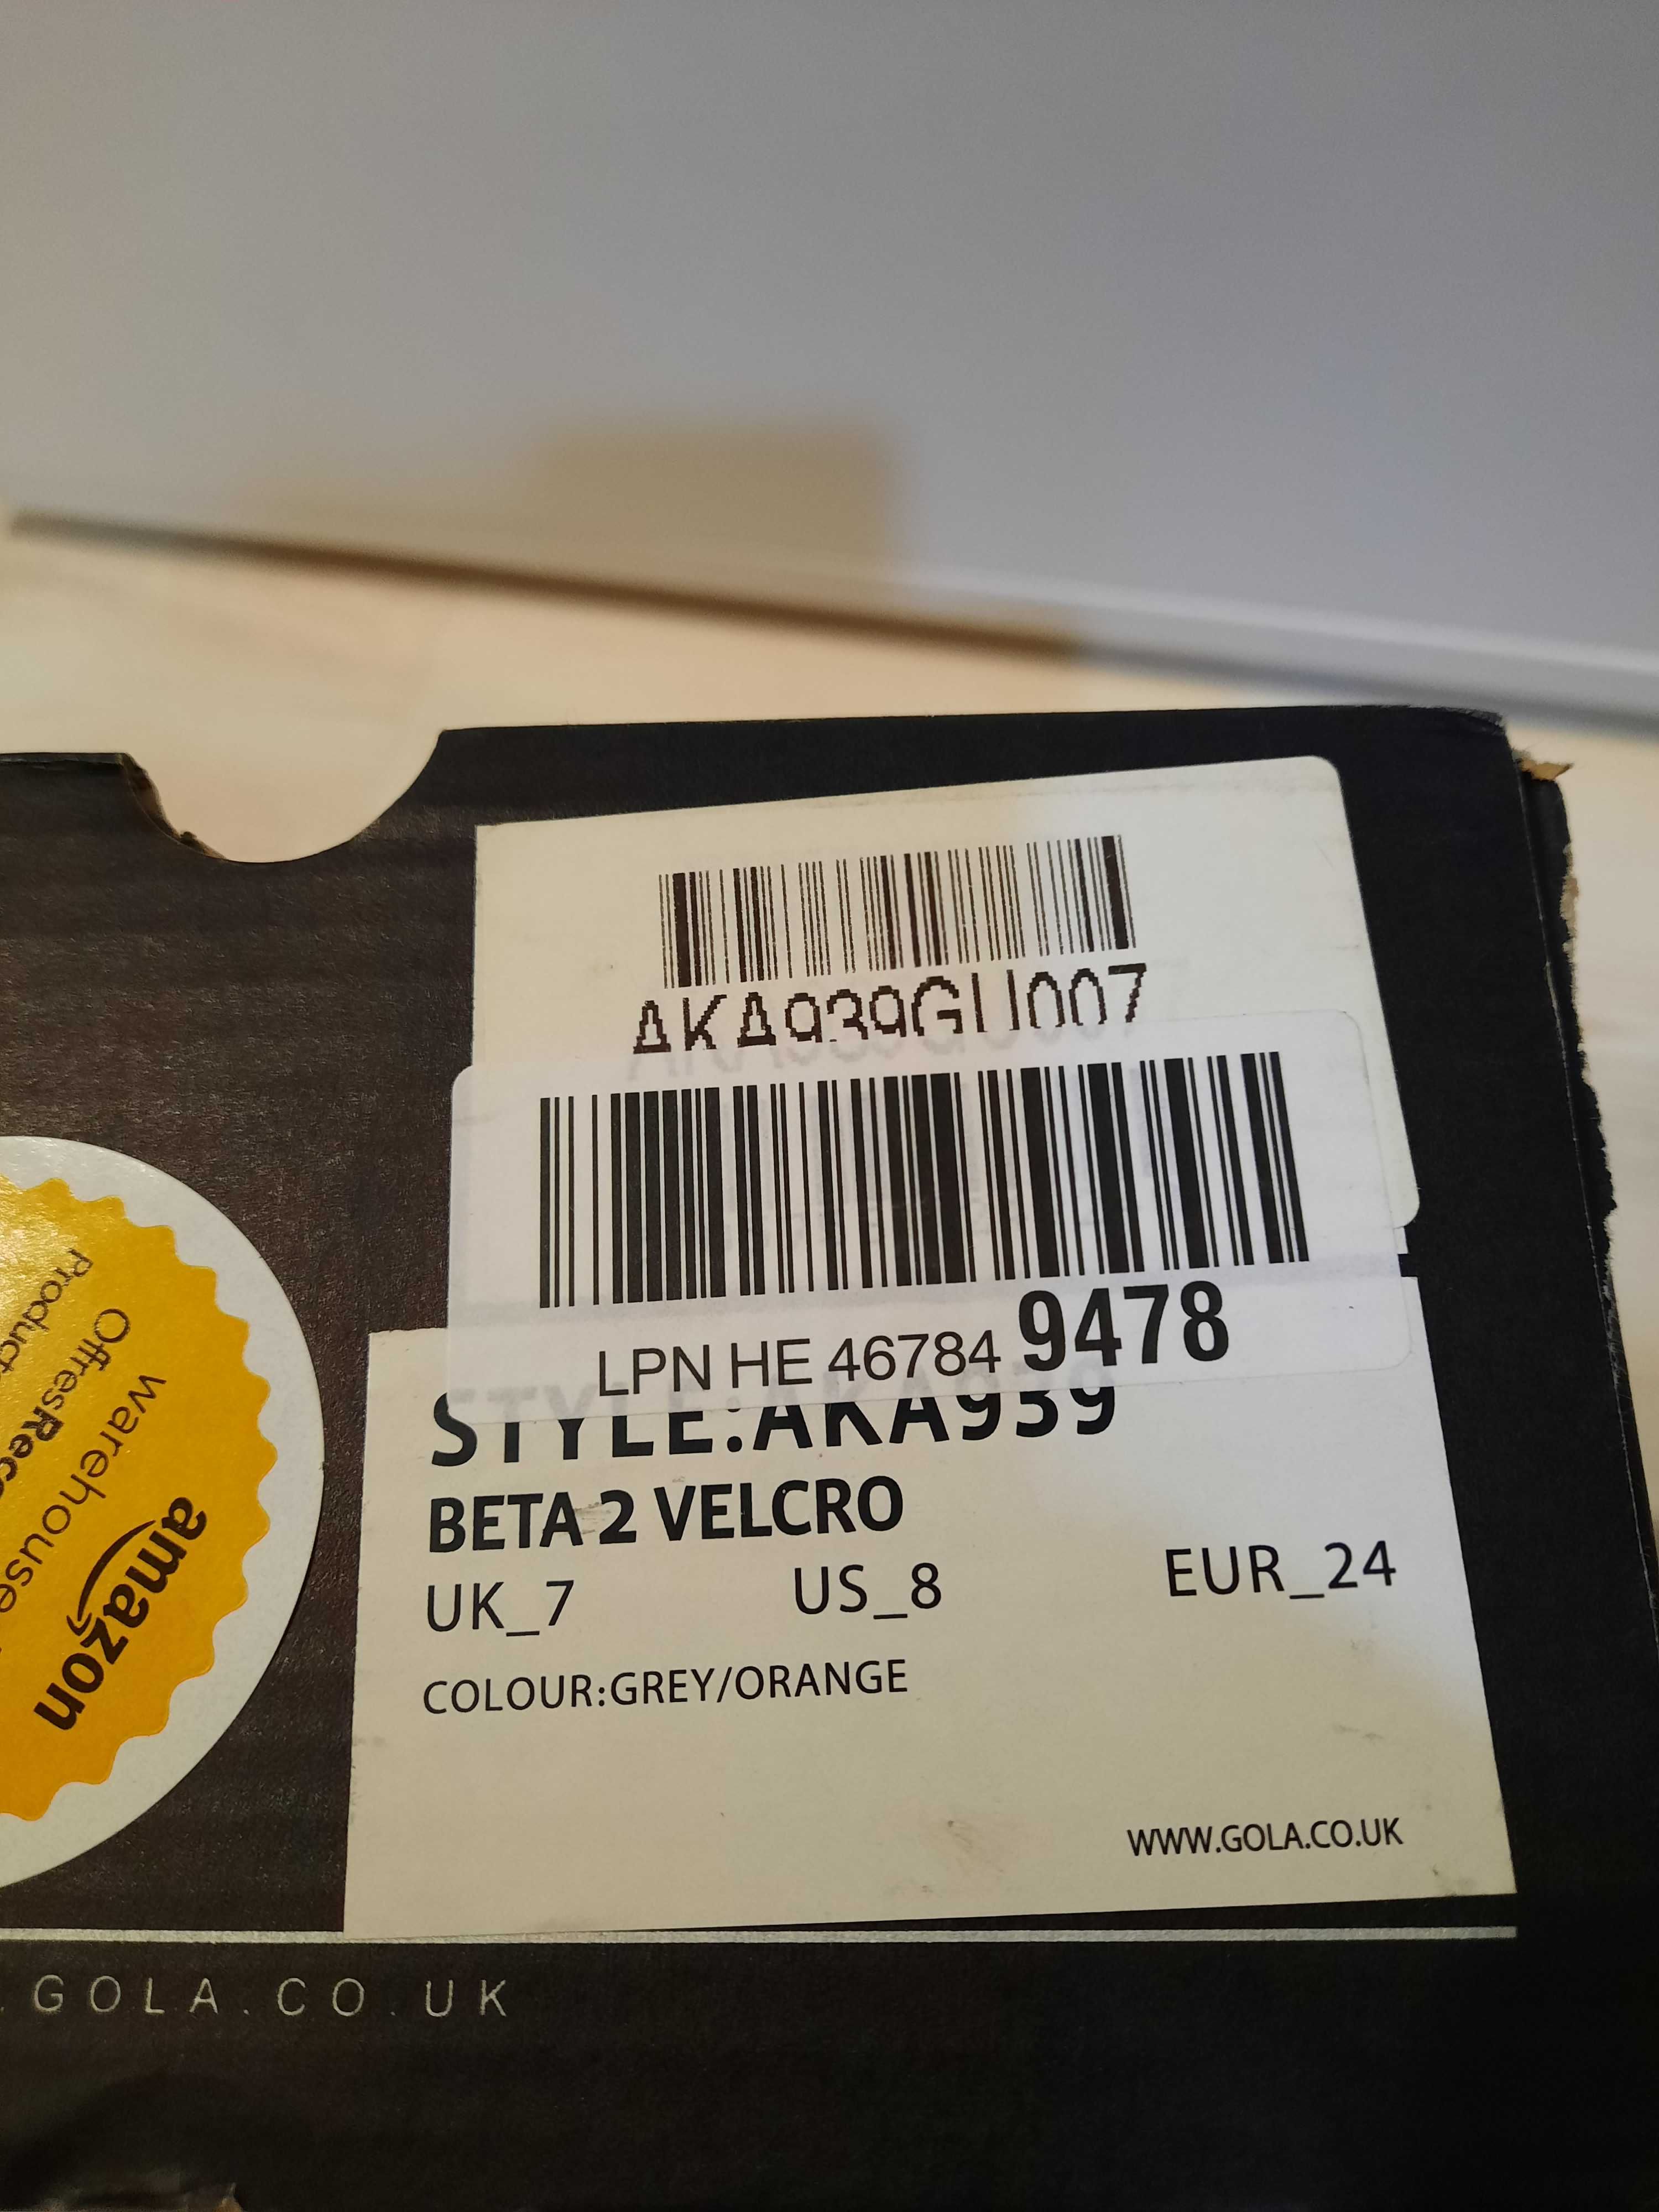 AKA939GU007
LPN HE 46784 9478
STYLE:AKA939
BETA 2 VELCRO
UK_7 US_8 EUR_24
COLOUR:GREY/ORANGE
WWW.GOLA.CO.UK
.GOLA.CO.UK
amazon
warehouse
Offres